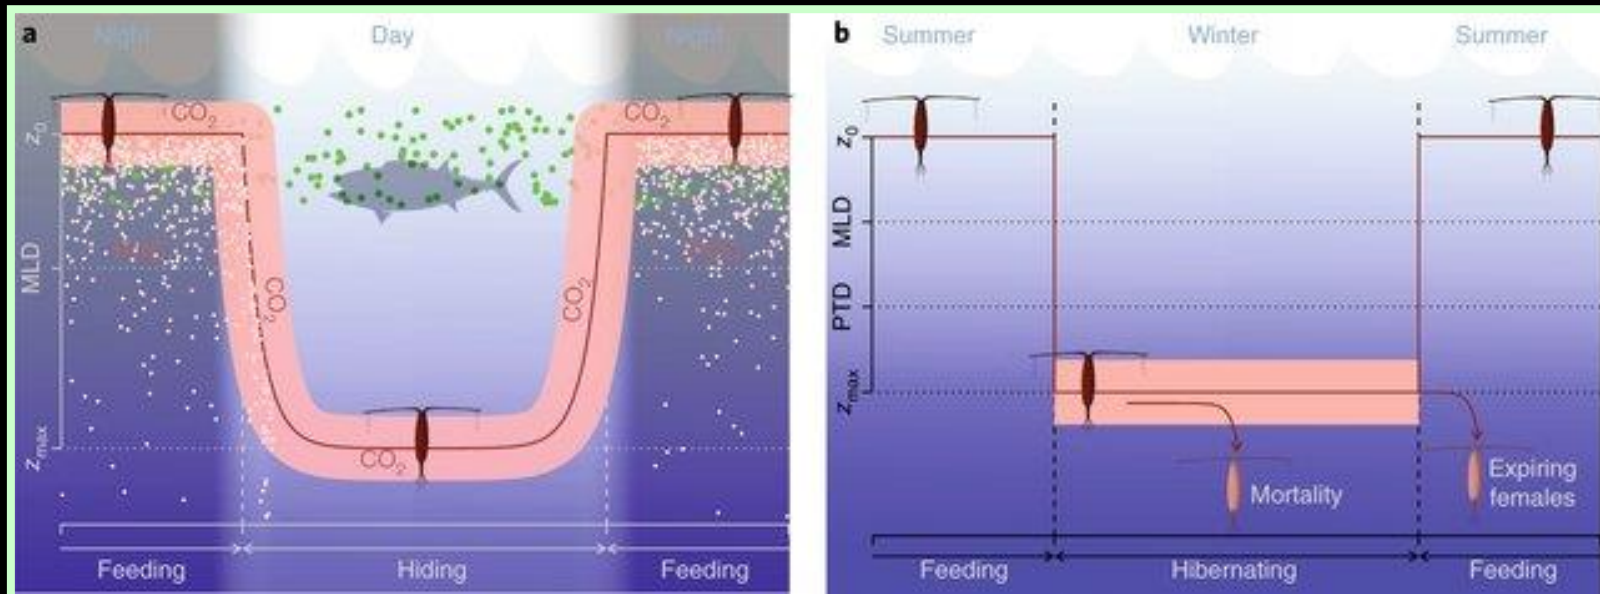 a
Night
Day
Night
CO2
CO2
z0
MLD
CO2
CO2
zmax
CO2
Feeding
Hiding
Feeding
b
Summer
Winter
Summer
z0
MLD
PTD
zmax
Mortality
Expiring
females
Feeding
Hibernating
Feeding